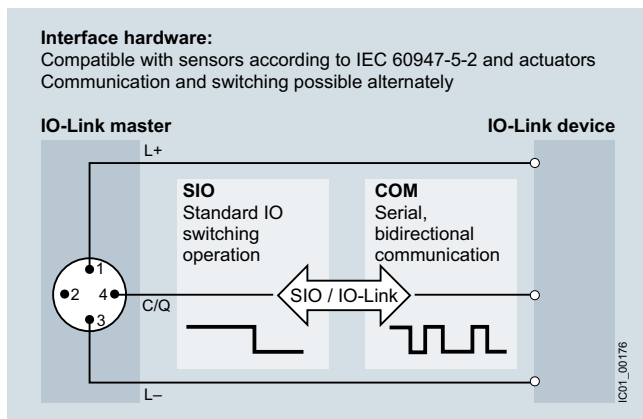 Interface hardware:
Compatible with sensors according to IEC 60947-5-2 and actuators
Communication and switching possible alternately
IO-Link master
IO-Link device
L+
SIO
Standard IO
switching
operation
COM
Serial,
bidirectional
communication
1
2
4
3
C/Q
SIO / IO-Link
L–
IC01_00176